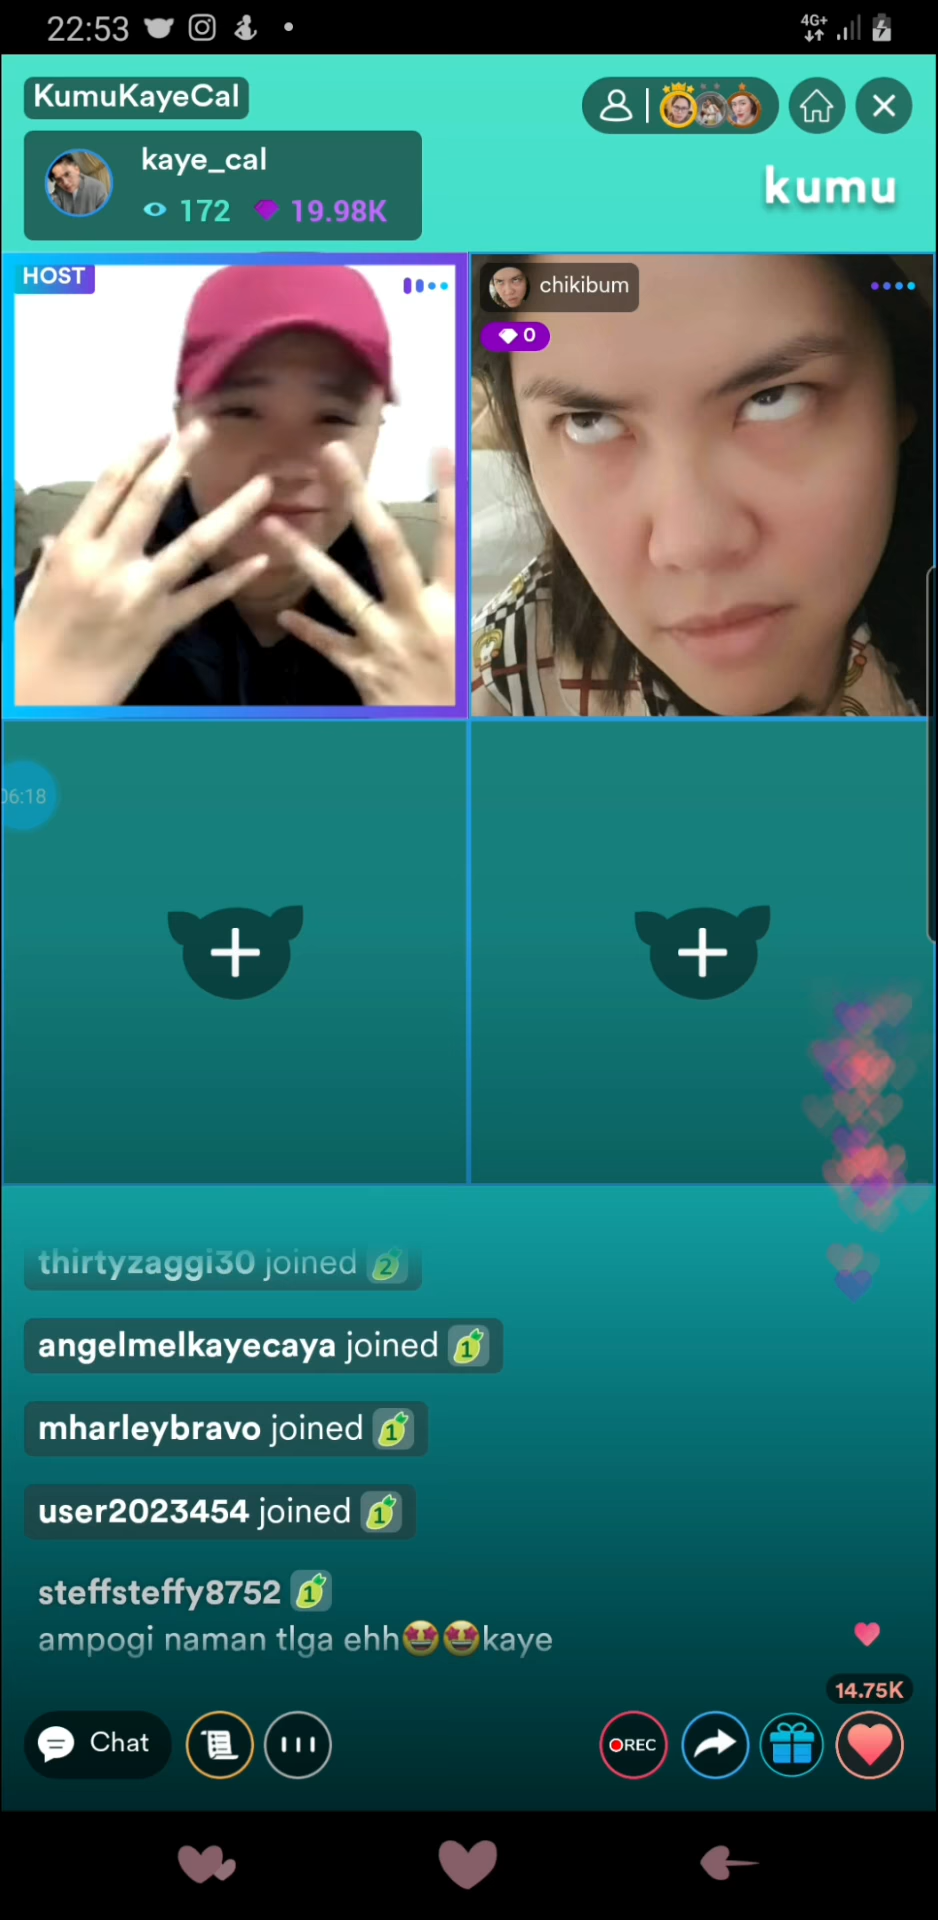 22:53
4G+
KumuKayeCal
kaye_cal
172 19.98K
kumu
HOST
chikibum
0
06:18
thirtyzaggi30 joined 2
angelmelkayecaya joined 1
mharleybravo joined 1
user2023454 joined 1
steffsteffy8752 1
ampogi naman tlga ehh🤩🤩kaye
14.75K
Chat
REC